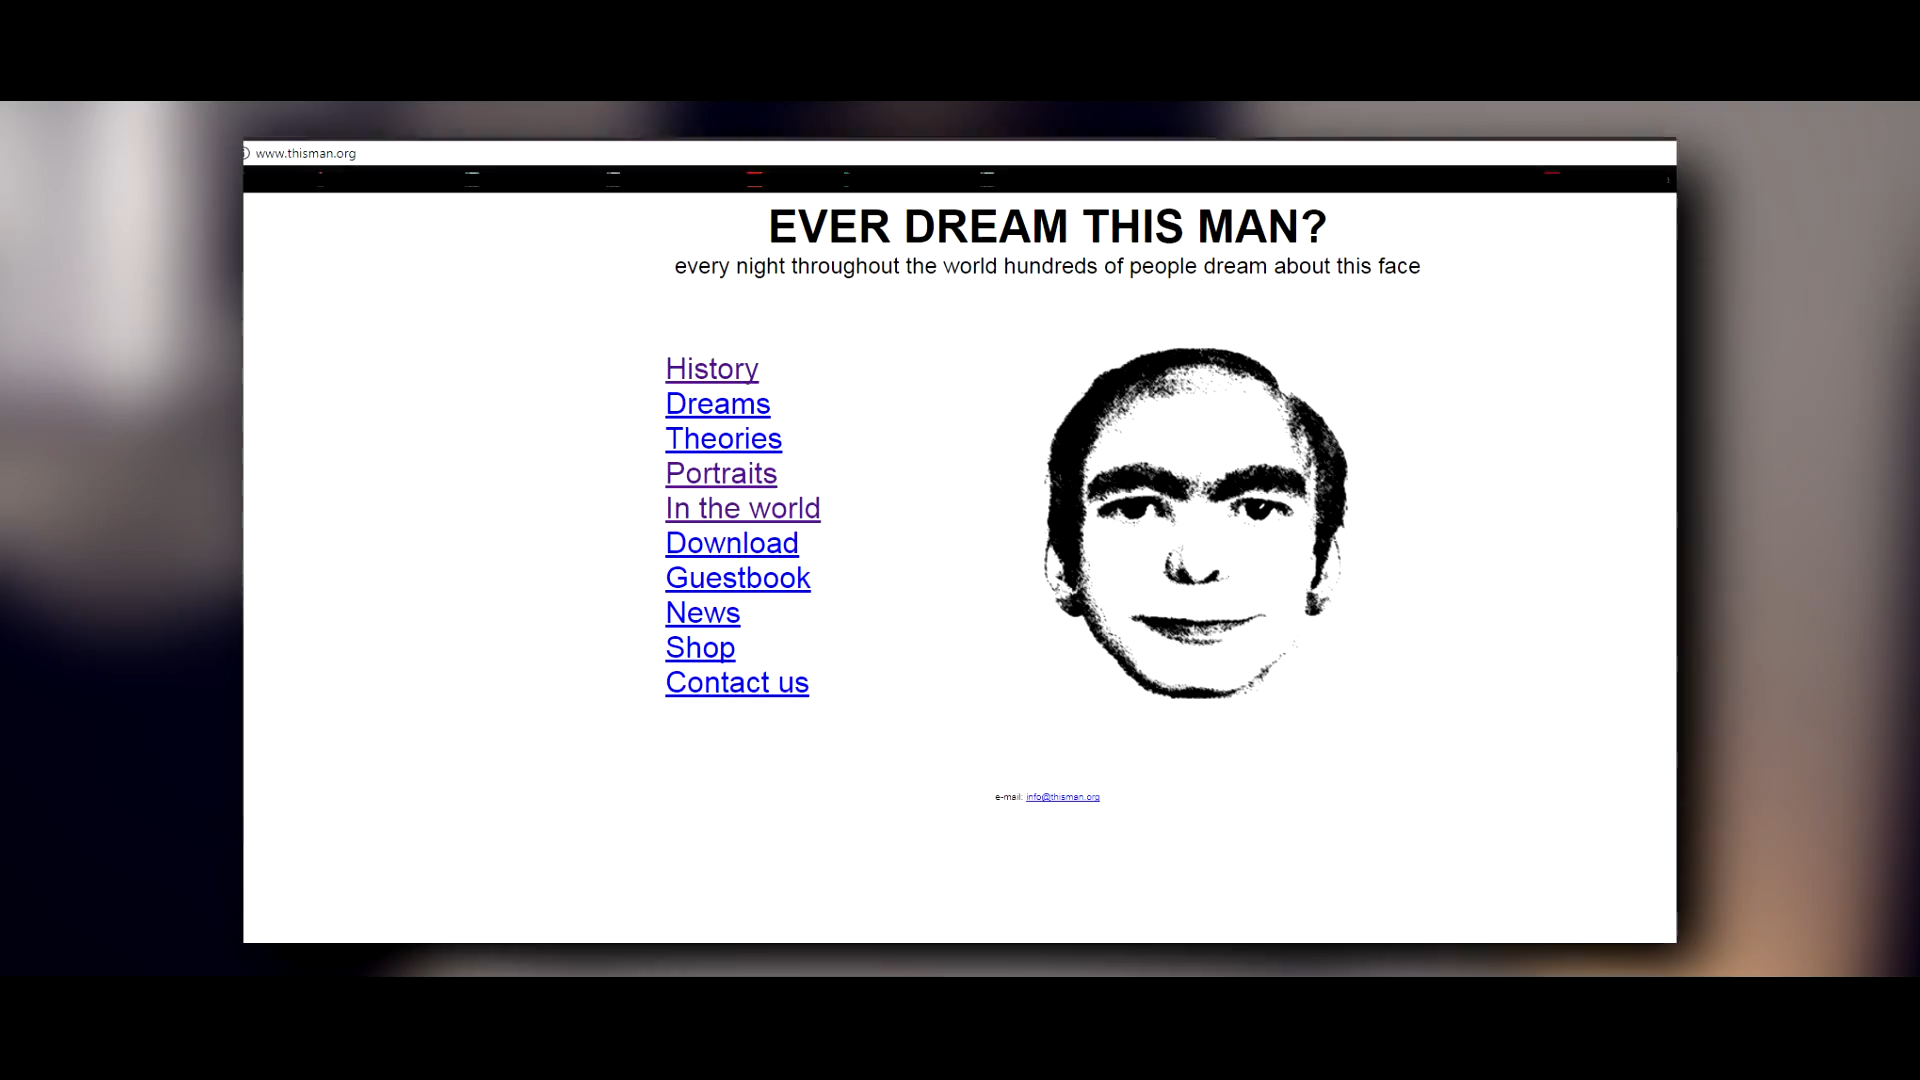 www.thisman.org
EVER DREAM THIS MAN?
every night throughout the world hundreds of people dream about this face
History
Dreams
Theories
Portraits
In the world
Download
Guestbook
News
Shop
Contact us
e-mail: info@thisman.org